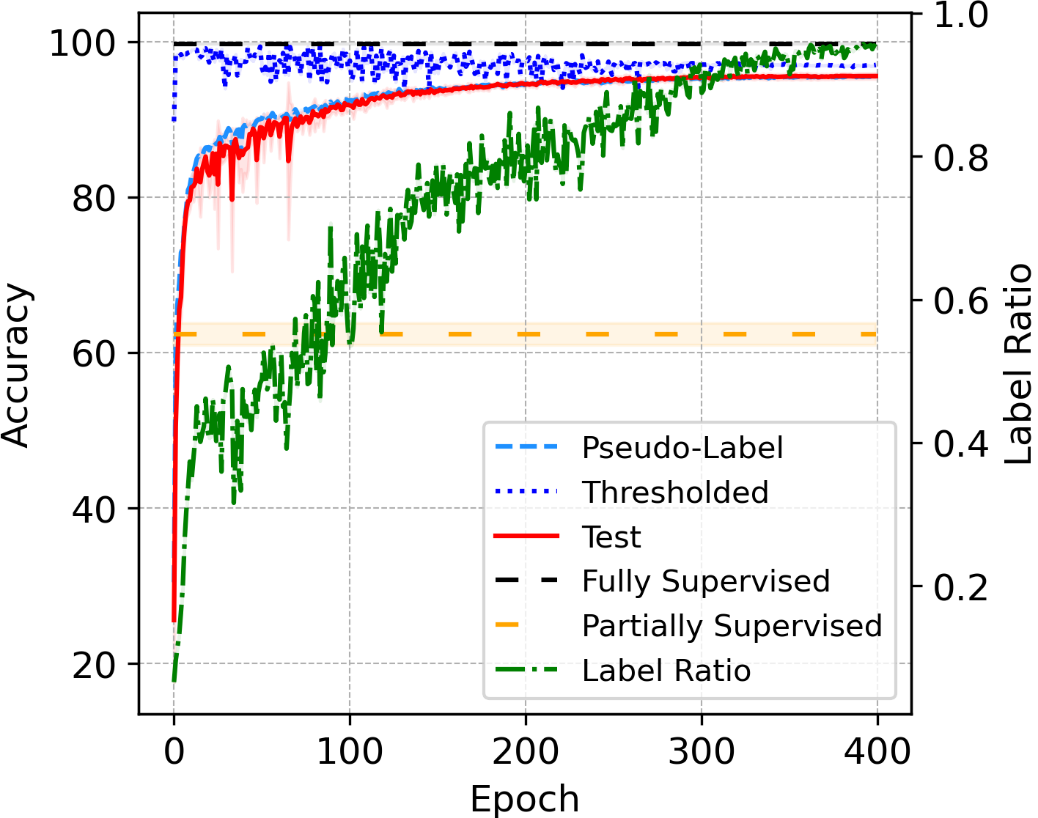 100
80
60
40
20
Accuracy
1.0
0.8
0.6
0.4
0.2
Label Ratio
Pseudo-Label
Thresholded
Test
Fully Supervised
Partially Supervised
Label Ratio
0 100 200 300 400
Epoch